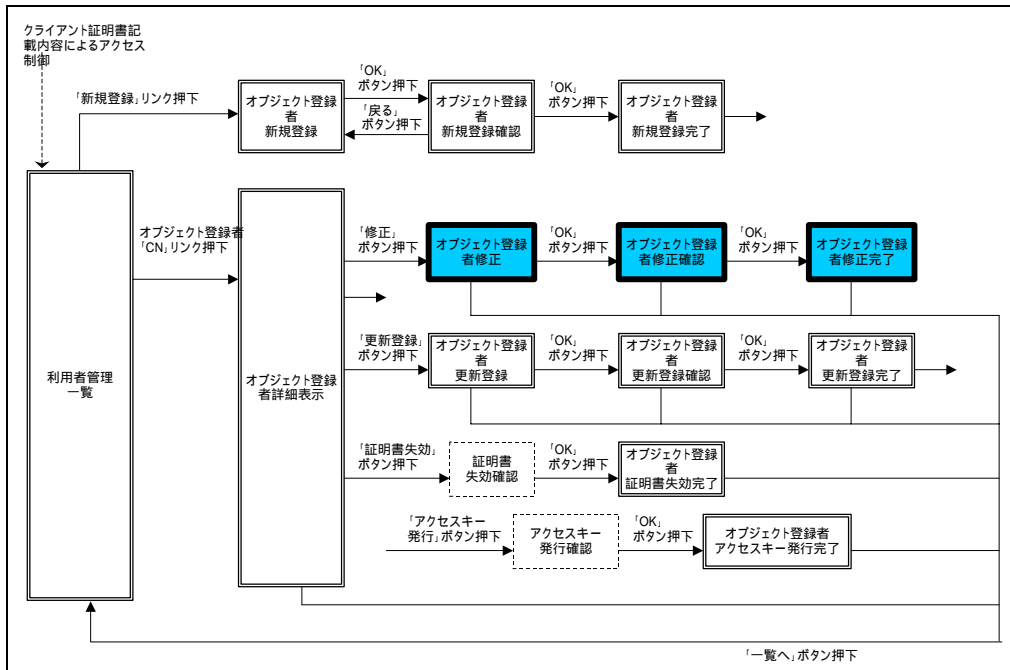 クライアント証明書記
載内容によるアクセス
制御
「新規登録」リンク押下
オブジェクト登録
者
新規登録
「OK」
ボタン押下
「戻る」
ボタン押下
オブジェクト登録
者
新規登録確認
「OK」
ボタン押下
オブジェクト登録
者
新規登録完了
利用者管理
一覧
オブジェクト登録者
「CN」リンク押下
オブジェクト登録
者詳細表示
「修正」
ボタン押下
オブジェクト登録
者修正
「OK」
ボタン押下
オブジェクト登録
者修正確認
「OK」
ボタン押下
オブジェクト登録
者修正完了
「更新登録」
ボタン押下
オブジェクト登録
者
更新登録
「OK」
ボタン押下
オブジェクト登録
者
更新登録確認
「OK」
ボタン押下
オブジェクト登録
者
更新登録完了
「証明書失効」
ボタン押下
証明書
失効確認
「OK」
ボタン押下
オブジェクト登録
者
証明書失効完了
「アクセスキー
発行」ボタン押下
アクセスキー
発行確認
「OK」
ボタン押下
オブジェクト登録者
アクセスキー発行完了
「一覧へ」ボタン押下